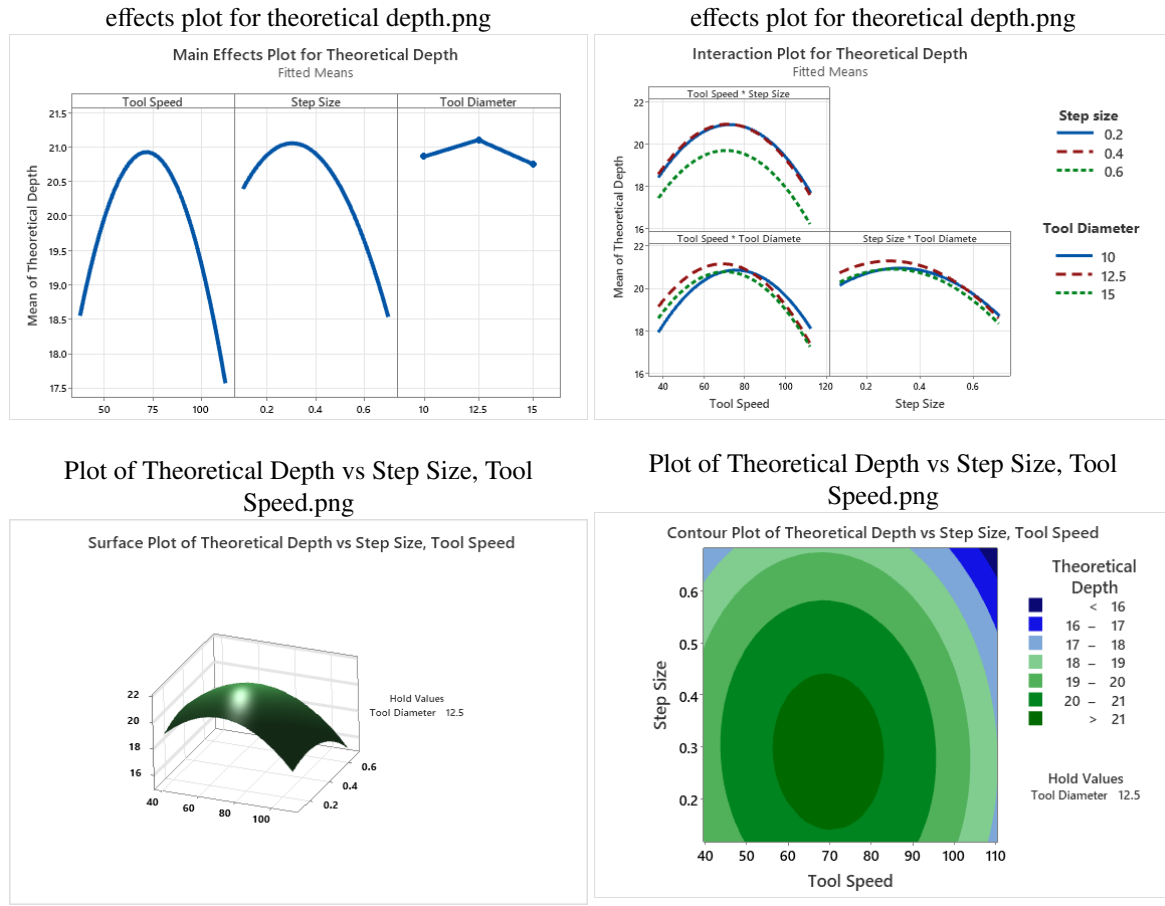 effects plot for theoretical depth.png
Main Effects Plot for Theoretical Depth
Fitted Means
Tool Speed Step Size Tool Diameter
21.5
21.0
20.5
20.0
19.5
19.0
18.5
18.0
17.5
Mean of Theoretical Depth
50 75 100 0.2 0.4 0.6 10 12.5 15
effects plot for theoretical depth.png
Interaction Plot for Theoretical Depth
Fitted Means
Tool Speed * Step Size
22
20
18
16
Tool Speed * Tool Diamete Step Size * Tool Diamete
22
20
18
16
Mean of Theoretical Depth
40 60 80 100 120 0.2 0.4 0.6
Tool Speed Step Size
Step size
0.2
0.4
0.6
Tool Diameter
10
12.5
15
Plot of Theoretical Depth vs Step Size, Tool
Speed.png
Surface Plot of Theoretical Depth vs Step Size, Tool Speed
22
20
18
16
40 60 80 100
0.2
0.4
0.6
Hold Values
Tool Diameter 12.5
Plot of Theoretical Depth vs Step Size, Tool
Speed.png
Contour Plot of Theoretical Depth vs Step Size, Tool Speed
0.6
0.5
0.4
0.3
0.2
Step Size
40 50 60 70 80 90 100 110
Tool Speed
Theoretical
Depth
< 16
16 – 17
17 – 18
18 – 19
19 – 20
20 – 21
> 21
Hold Values
Tool Diameter 12.5